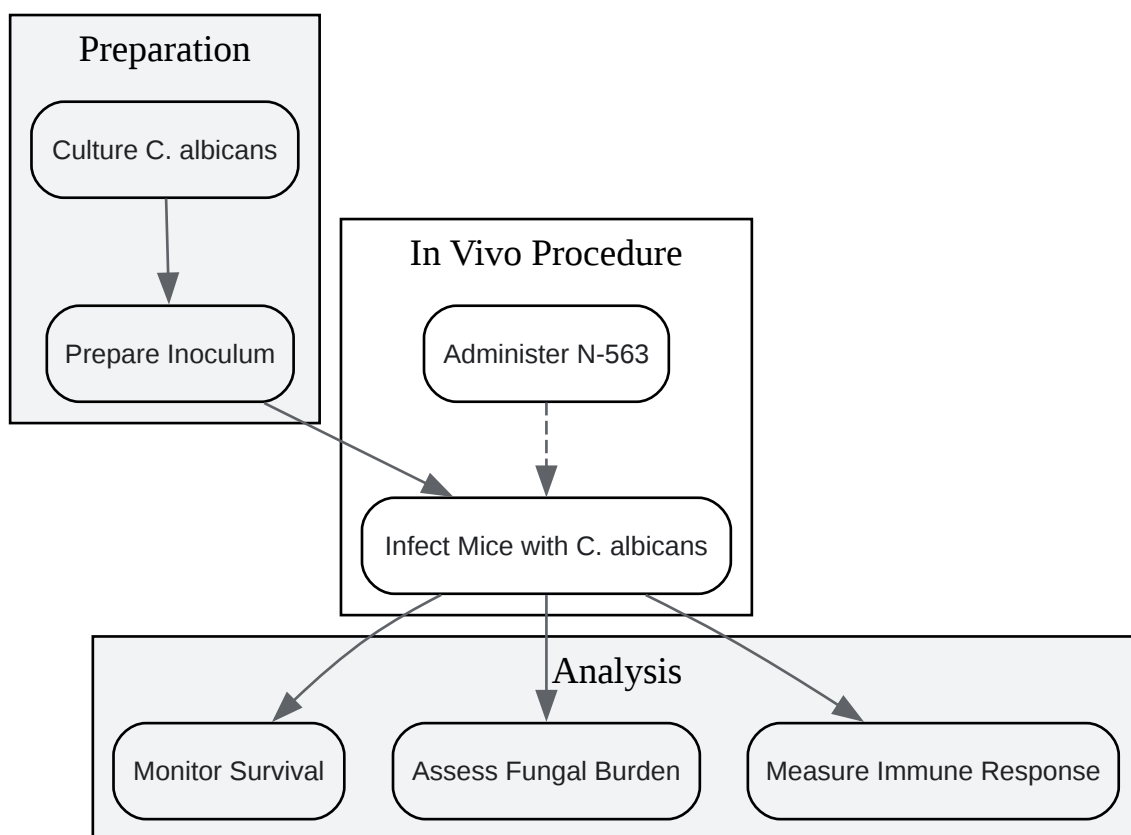 Preparation
Culture C. albicans
Prepare Inoculum
In Vivo Procedure
Administer N-563
Infect Mice with C. albicans
Analysis
Monitor Survival
Assess Fungal Burden
Measure Immune Response